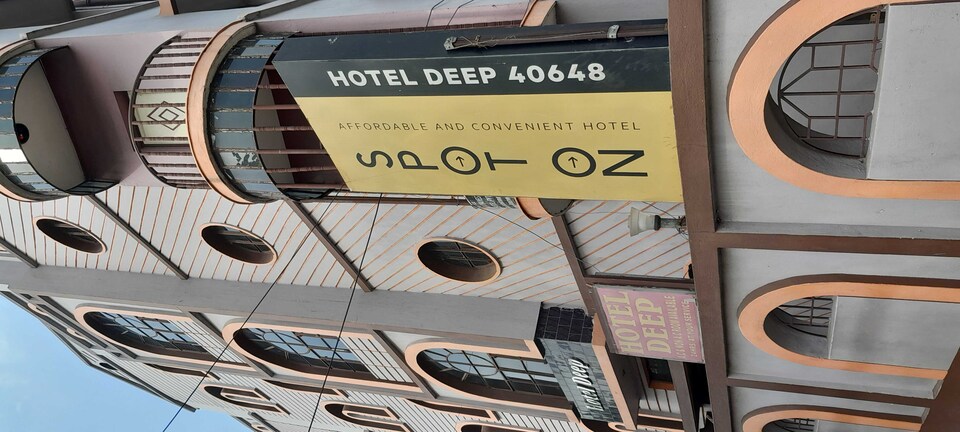 SPOT ON
AFFORDABLE AND CONVENIENT HOTEL
HOTEL DEEP 40648
HOTEL
DEEP
Hotel Deep